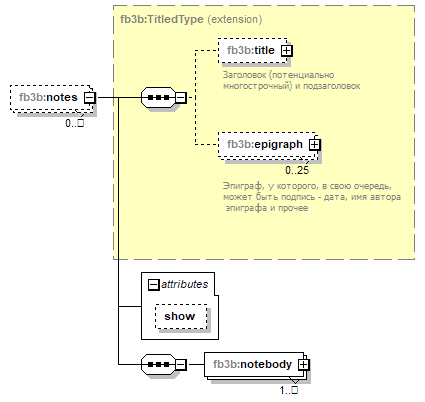 fb3b:TitledType (extension)
fb3b:title
Заголовок (потенциально
многострочный) и подзаголовок
fb3b:notes
0..
fb3b:epigraph
0..25
Эпиграф, у которого, в свою очередь,
может быть подпись - дата, имя автора
эпиграфа и прочее
attributes
show
fb3b:notebody
1..